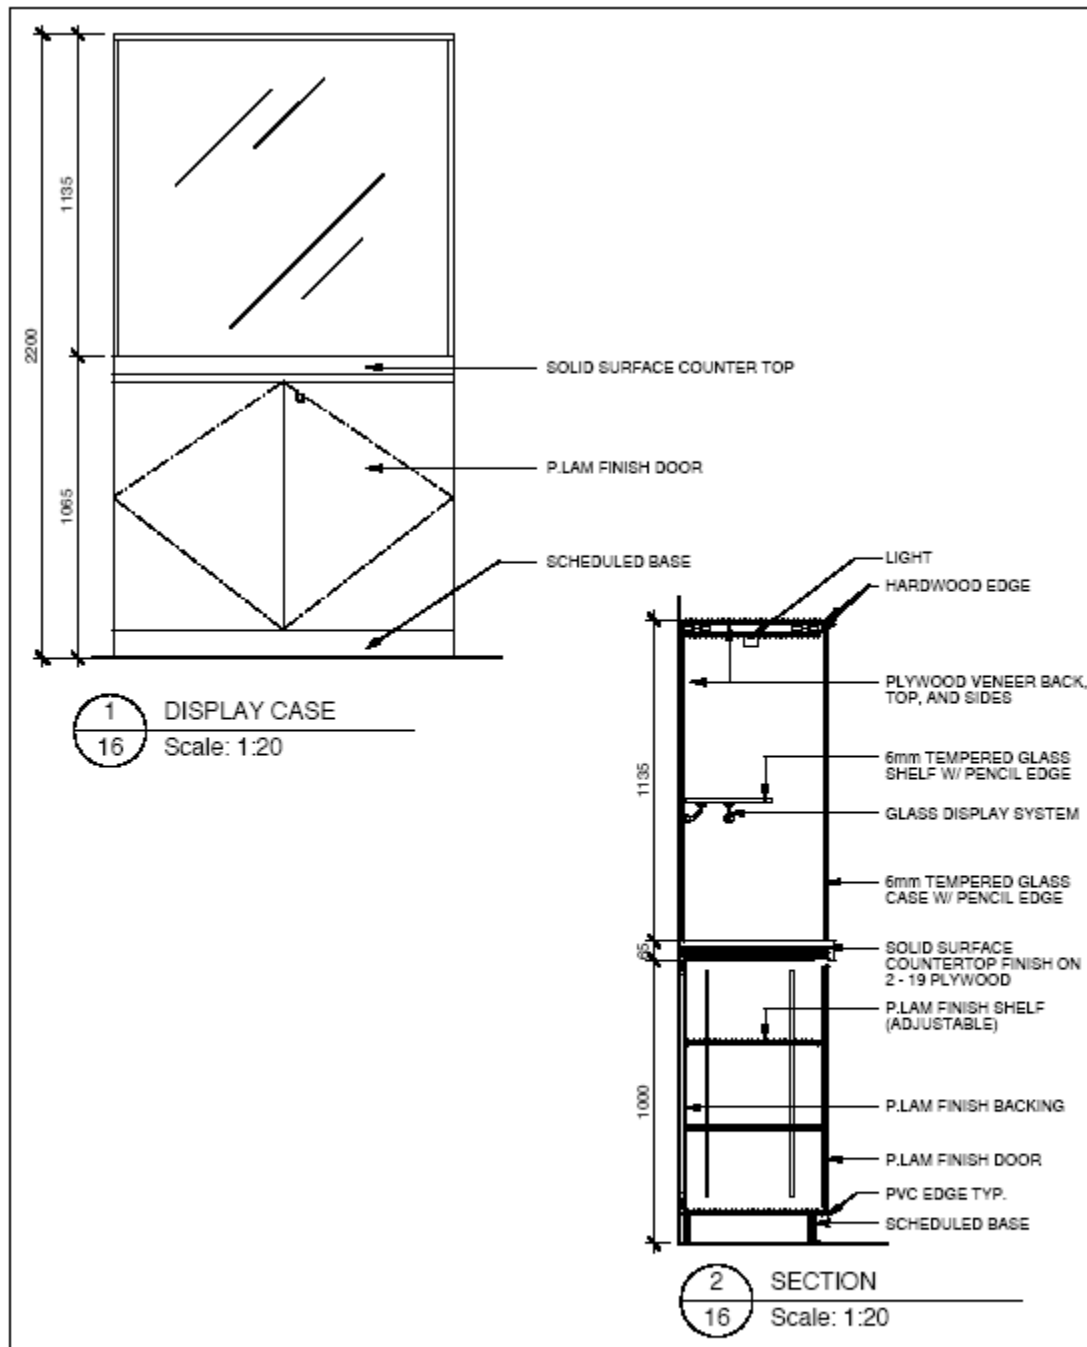 2200
1135
1065
SOLID SURFACE COUNTER TOP
P.LAM FINISH DOOR
SCHEDULED BASE
1
16
DISPLAY CASE
Scale: 1:20
1135
65
1000
LIGHT
HARDWOOD EDGE
PLYWOOD VENEER BACK,
TOP, AND SIDES
6mm TEMPERED GLASS
SHELF W/ PENCIL EDGE
GLASS DISPLAY SYSTEM
6mm TEMPERED GLASS
CASE W/ PENCIL EDGE
SOLID SURFACE
COUNTERTOP FINISH ON
2 - 19 PLYWOOD
P.LAM FINISH SHELF
(ADJUSTABLE)
P.LAM FINISH BACKING
P.LAM FINISH DOOR
PVC EDGE TYP.
SCHEDULED BASE
2
16
SECTION
Scale: 1:20